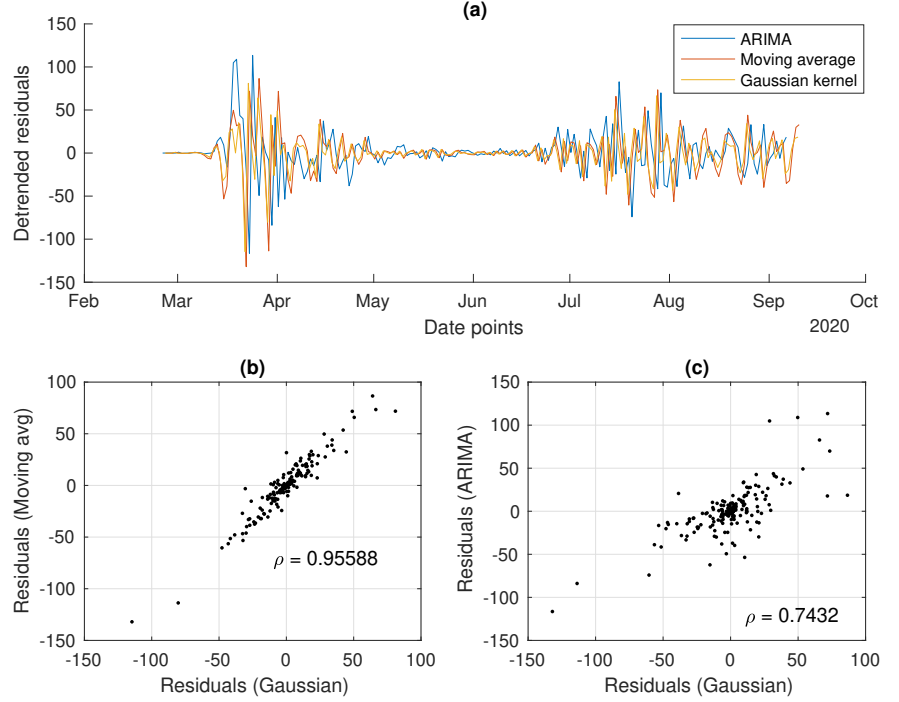 (a)
150
100
50
0
-50
-100
-150
Detrended residuals
ARIMA
Moving average
Gaussian kernel
Feb Mar Apr May Jun Jul Aug Sep Oct
Date points
2020
(b)
100
50
0
-50
-100
-150
Residuals (Moving avg)
ρ = 0.95588
-150 -100 -50 0 50 100
Residuals (Gaussian)
(c)
150
100
50
0
-50
-100
-150
Residuals (ARIMA)
ρ = 0.7432
-150 -100 -50 0 50 100
Residuals (Gaussian)